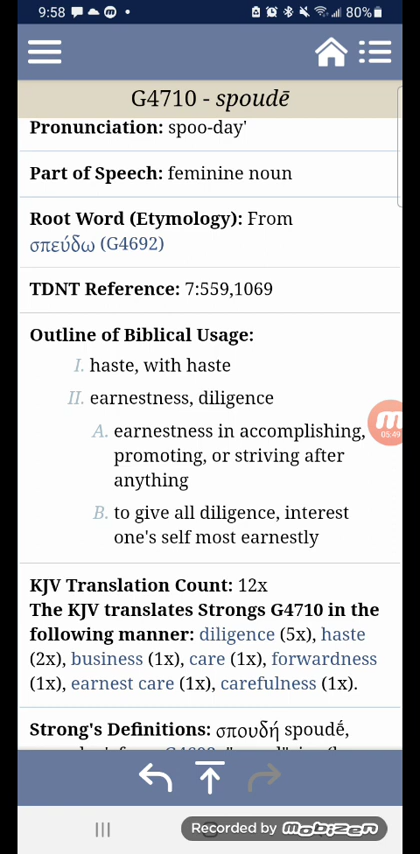 9:58
80%
G4710 - spoudē
Pronunciation: spoo-day'
Part of Speech: feminine noun
Root Word (Etymology): From
σπεύδω (G4692)
TDNT Reference: 7:559,1069
Outline of Biblical Usage:
I. haste, with haste
II. earnestness, diligence
A. earnestness in accomplishing,
promoting, or striving after
anything
B. to give all diligence, interest
one's self most earnestly
05:49
KJV Translation Count: 12x
The KJV translates Strongs G4710 in the
following manner: diligence (5x), haste
(2x), business (1x), care (1x), forwardness
(1x), earnest care (1x), carefulness (1x).
Strong's Definitions: σπουδή spoudḗ,
Recorded by mobizen